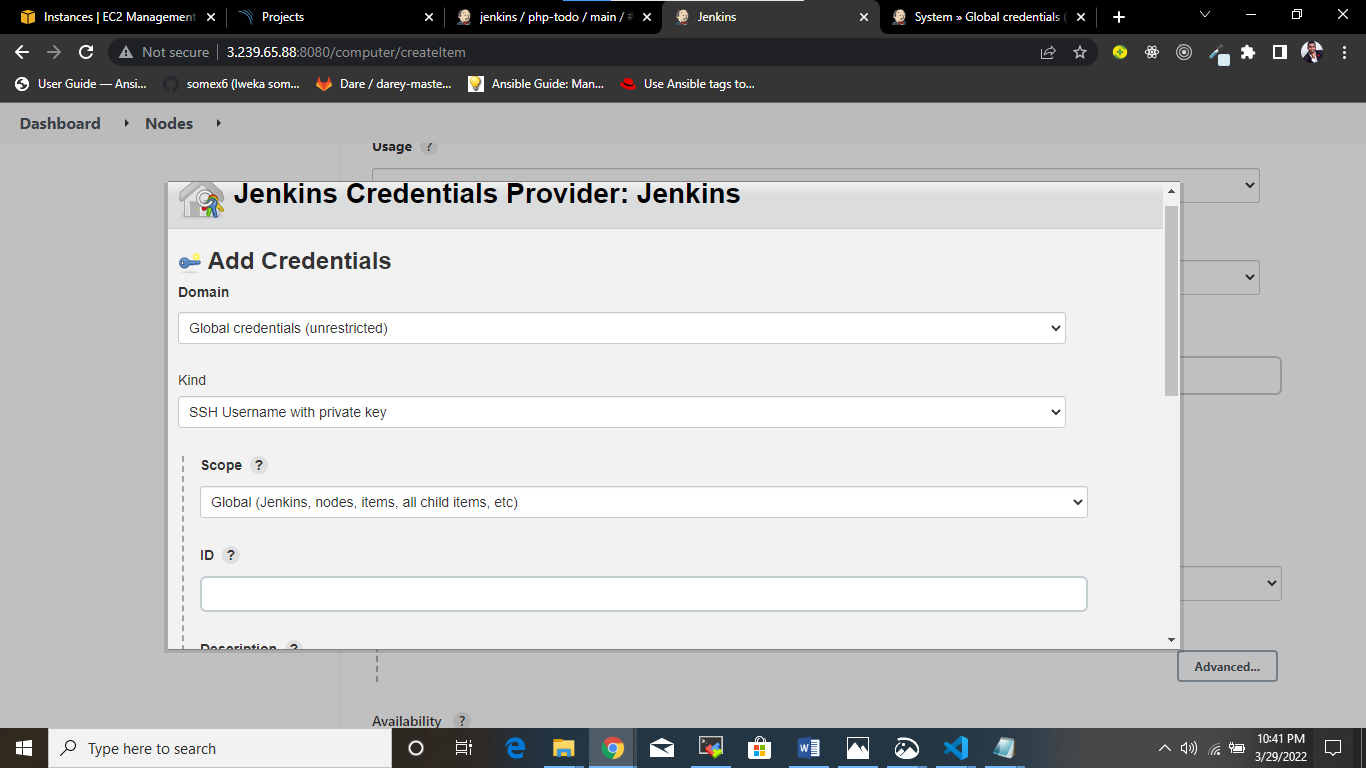 Instances | EC2 Management
Projects
jenkins / php-todo / main / #
Jenkins
System » Global credentials (
Not secure
3.239.65.88:8080/computer/createItem
User Guide — Ansi...
somex6 (Iweka som...
Dare / darey-maste...
Ansible Guide: Man...
Use Ansible tags to...
Dashboard
Nodes
Usage ?
Jenkins Credentials Provider: Jenkins
Add Credentials
Domain
Global credentials (unrestricted)
Kind
SSH Username with private key
Scope ?
Global (Jenkins, nodes, items, all child items, etc)
ID ?
Description ?
Advanced...
Availability ?
Type here to search
10:41 PM
3/29/2022